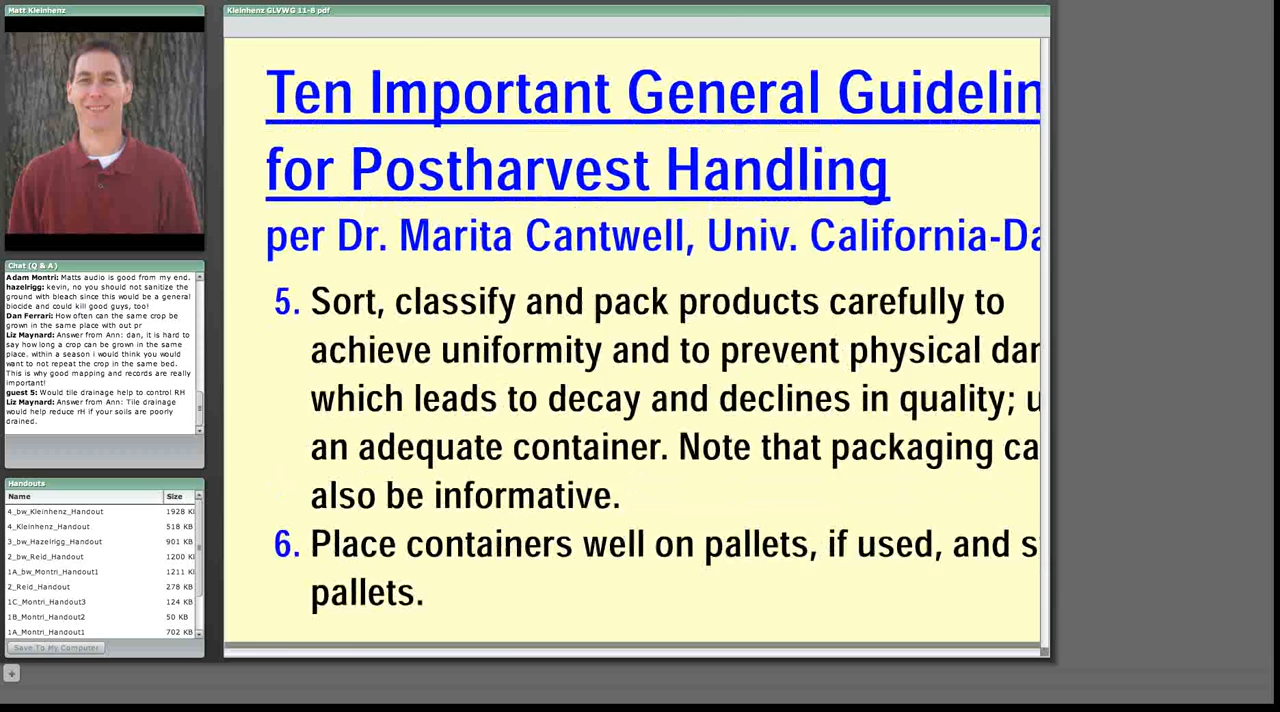 Matt Kleinhenz
Chat (Q & A)
Adam Montri: Matts audio is good from my end.
hazelrigg: kevin, no you should not sanitize the
ground with bleach since this would be a general
biocide and could kill good guys, too!
Dan Ferrari: How often can the same crop be
grown in the same place with out pr
Liz Maynard: Answer from Ann: dan, it is hard to
say how long a crop can be grown in the same
place. wthin a season i would think you would
want to not repeat the crop in the same bed.
This is why good mapping and records are really
important!
guest S: Would tile drainage help to control RH
Liz Maynard: Answer from Ann: Tile drainage
would help reduce rH if your soils are poorly
drained.
Handouts
Name Size
4_bw_Kleinhenz_Handout 1928 K
4_Kleinhenz_Handout 518 KB
3_bw_Hazelrigg_Handout 901 KB
2_bw_Reid_Handout 1200 K
1A_bw_Montri_Handout1 1211 K
2_Reid_Handout 278 KB
1C_Montri_Handout3 124 KB
1B_Montri_Handout2 50 KB
1A_Montri_Handout1 702 KB
Save To My Computer
Kleinhenz GLVWG 11-8 pdf
Ten Important General Guidelin
for Postharvest Handling
per Dr. Marita Cantwell, Univ. California-Da
5. Sort, classify and pack products carefully to
achieve uniformity and to prevent physical dar
which leads to decay and declines in quality; u
an adequate container. Note that packaging ca
also be informative.
6. Place containers well on pallets, if used, and s
pallets.